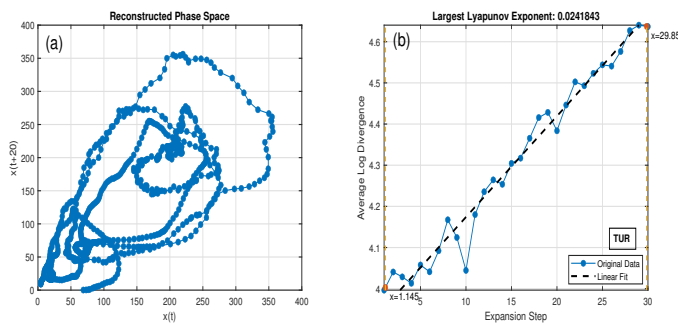 Reconstructed Phase Space
(a)
400
350
300
250
200
150
100
50
0
x(t+20)
0 50 100 150 200 250 300 350 400
x(t)
Largest Lyapunov Exponent: 0.0241843
(b)
4.6
4.5
4.4
4.3
4.2
4.1
4
Average Log Divergence
x=29.85
x=1.145
TUR
Original Data
Linear Fit
5 10 15 20 25 30
Expansion Step